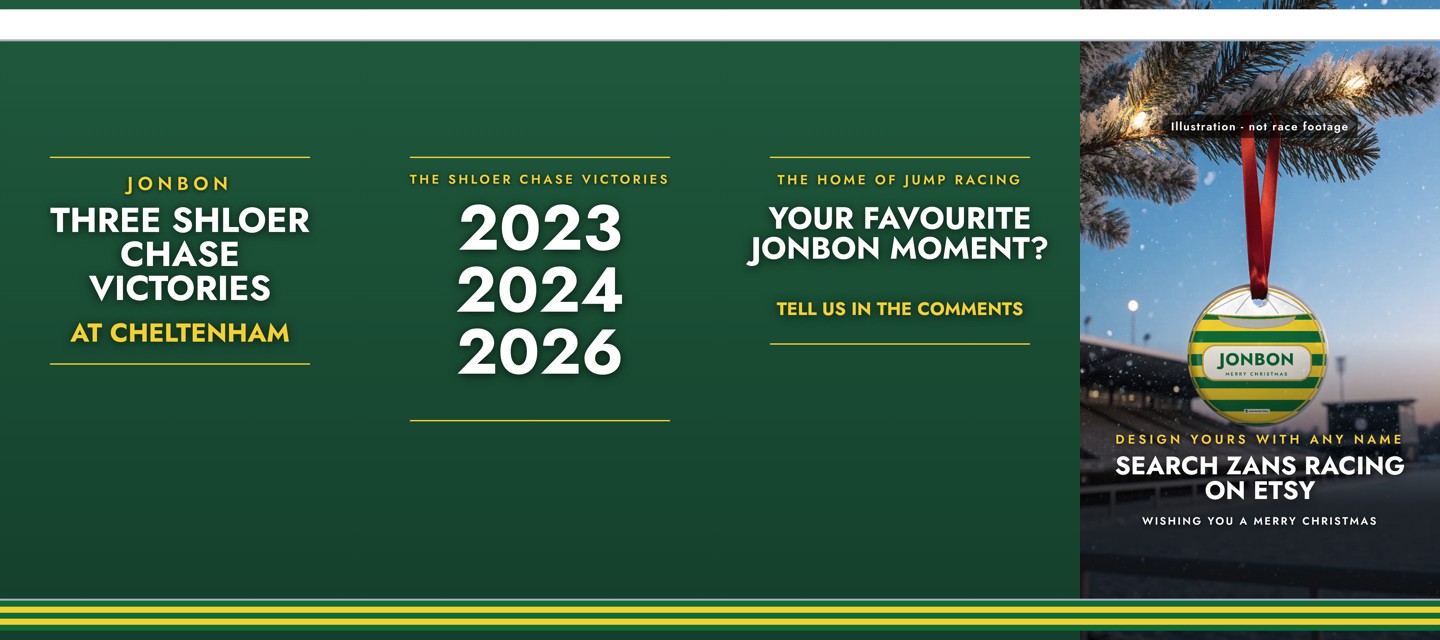 JONBON
THREE SHLOER
CHASE
VICTORIES
AT CHELTENHAM
THE SHLOER CHASE VICTORIES
2023
2024
2026
THE HOME OF JUMP RACING
YOUR FAVOURITE
JONBON MOMENT?
TELL US IN THE COMMENTS
Illustration - not race footage
JONBON
MERRY CHRISTMAS
DESIGN YOURS WITH ANY NAME
SEARCH ZANS RACING
ON ETSY
WISHING YOU A MERRY CHRISTMAS